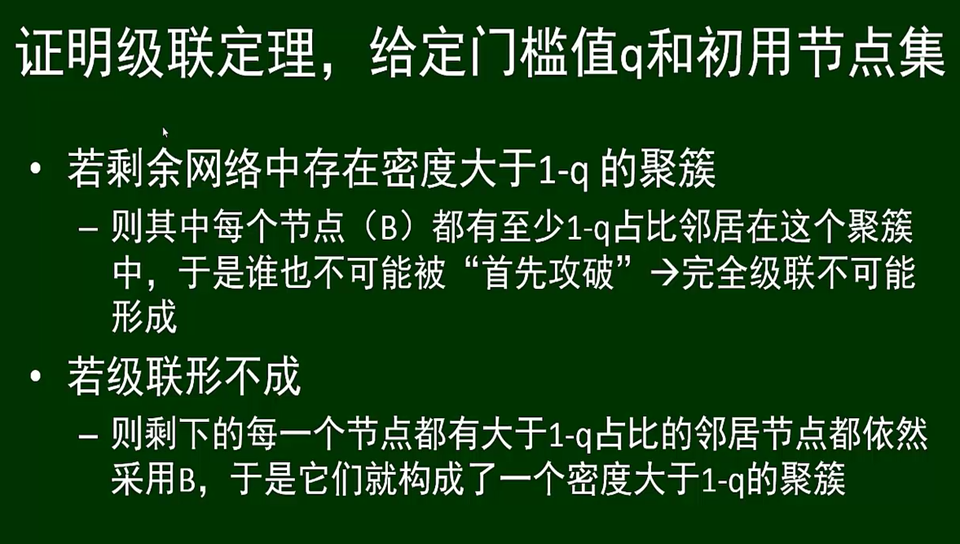 证明级联定理，给定门槛值q和初用节点集
• 若剩余网络中存在密度大于1-q 的聚簇
– 则其中每个节点（B）都有至少1-q占比邻居在这个聚簇
中，于是谁也不可能被“首先攻破”→完全级联不可能
形成
• 若级联形不成
– 则剩下的每一个节点都有大于1-q占比的邻居节点都依然
采用B，于是它们就构成了一个密度大于1-q的聚簇